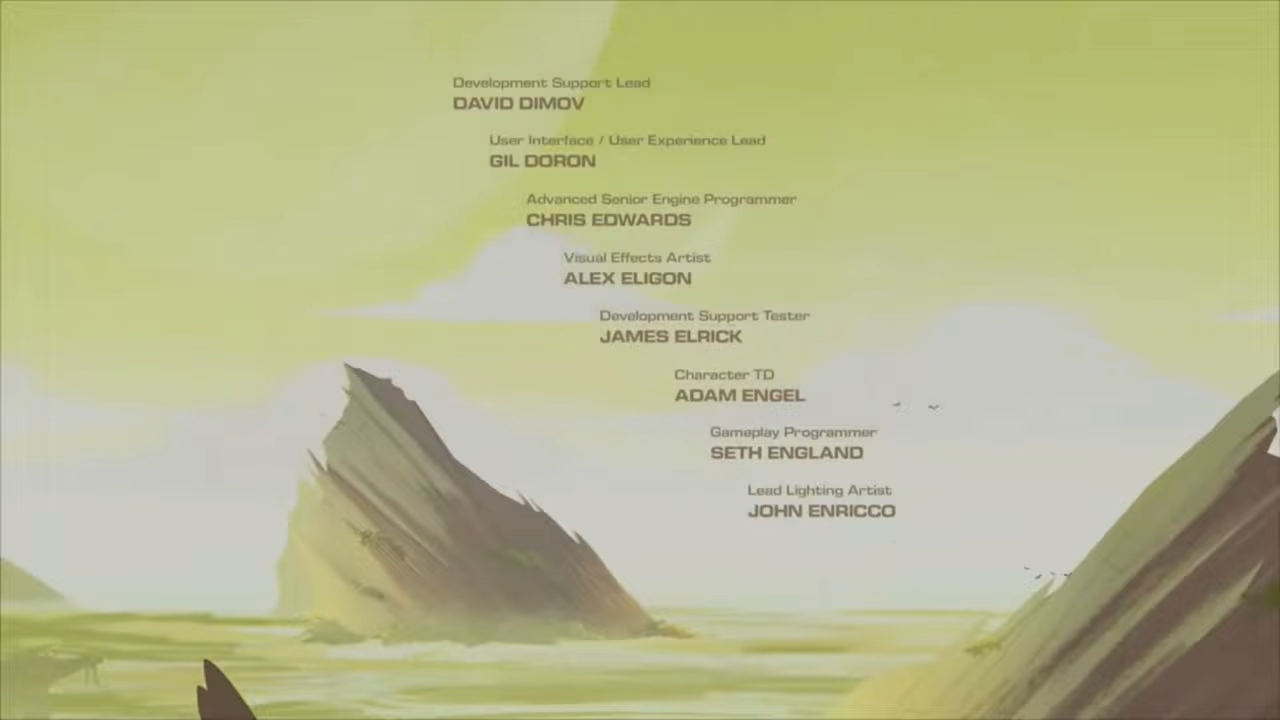 Development Support Lead
DAVID DIMOV
User Interface / User Experience Lead
GIL DORON
Advanced Senior Engine Programmer
CHRIS EDWARDS
Visual Effects Artist
ALEX ELIGON
Development Support Tester
JAMES ELRICK
Character TD
ADAM ENGEL
Gameplay Programmer
SETH ENGLAND
Lead Lighting Artist
JOHN ENRICCO